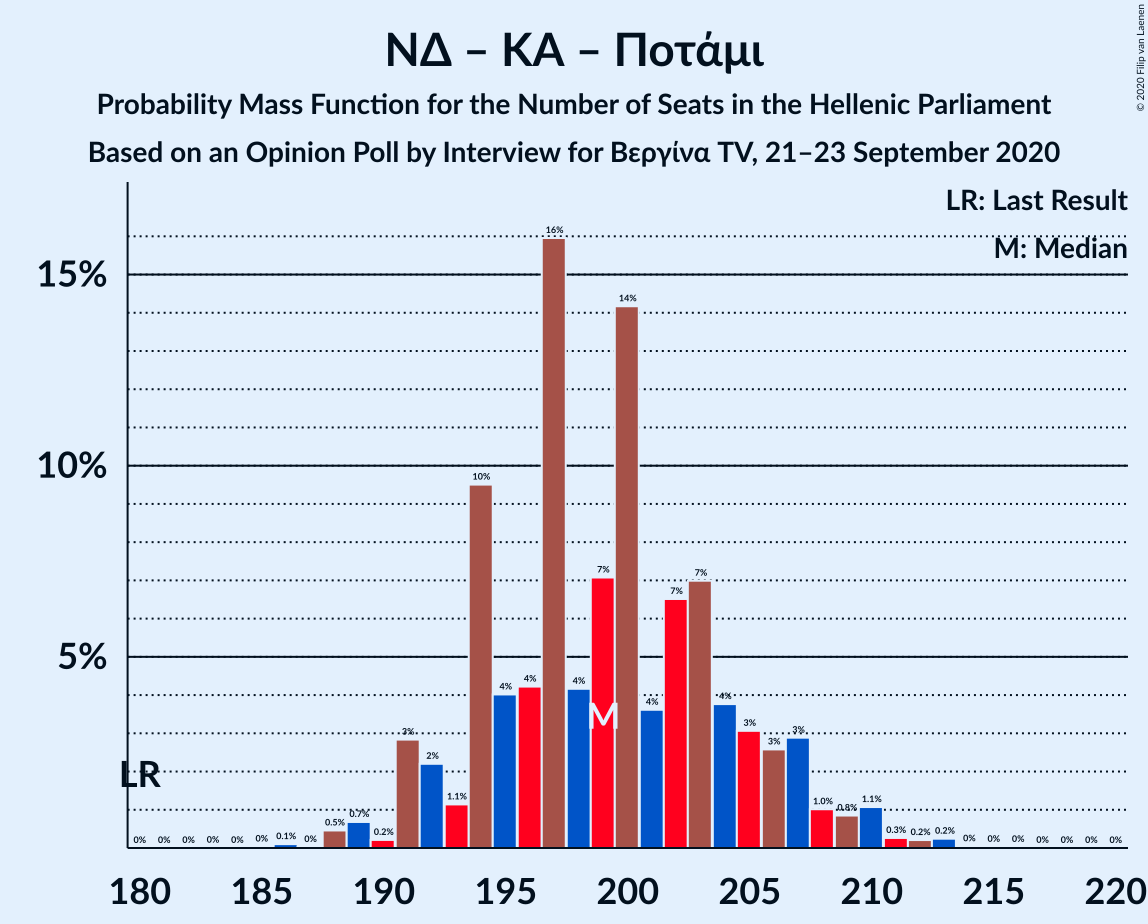 ΝΔ – ΚΑ – Ποτάμι
Probability Mass Function for the Number of Seats in the Hellenic Parliament
Based on an Opinion Poll by Interview for Βεργίνα TV, 21–23 September 2020
© 2020 Filip van Laenen
LR: Last Result
M: Median
15%
10%
5%
LR
M
0% 0% 0% 0% 0% 0% 0.1% 0% 0.5% 0.7% 0.2% 3% 2% 1.1% 10% 4% 4% 16% 4% 7% 14% 4% 7% 7% 4% 3% 3% 3% 1.0% 0.8% 1.1% 0.3% 0.2% 0.2% 0% 0% 0% 0% 0% 0% 0%
180 185 190 195 200 205 210 215 220